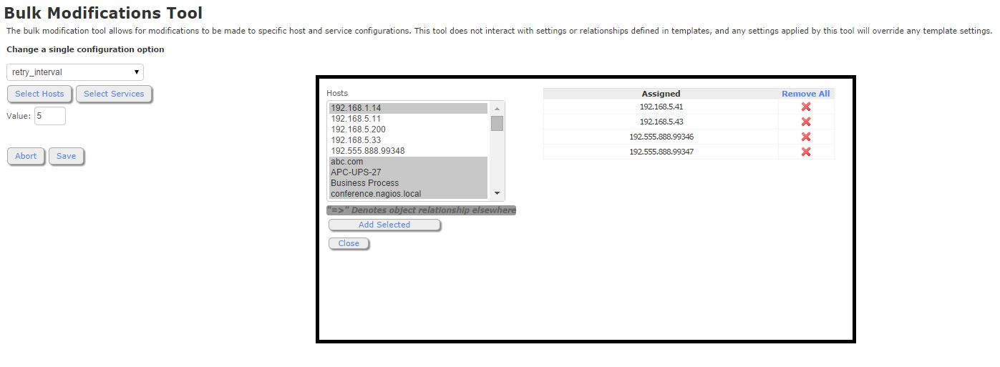 Bulk Modifications Tool
The bulk modification tool allows for modifications to be made to specific host and service configurations. This tool does not interact with settings or relationships defined in templates, and any settings applied by this tool will override any template settings.
Change a single configuration option
retry_interval
Select Hosts Select Services
Value: 5
Abort Save
Hosts
192.168.1.14
192.168.5.11
192.168.5.200
192.168.5.33
192.555.888.99348
abc.com
APC-UPS-27
Business Process
conference.nagios.local
"=>" Denotes object relationship elsewhere
Add Selected
Close
Assigned Remove All
192.168.5.41
192.168.5.43
192.555.888.99346
192.555.888.99347